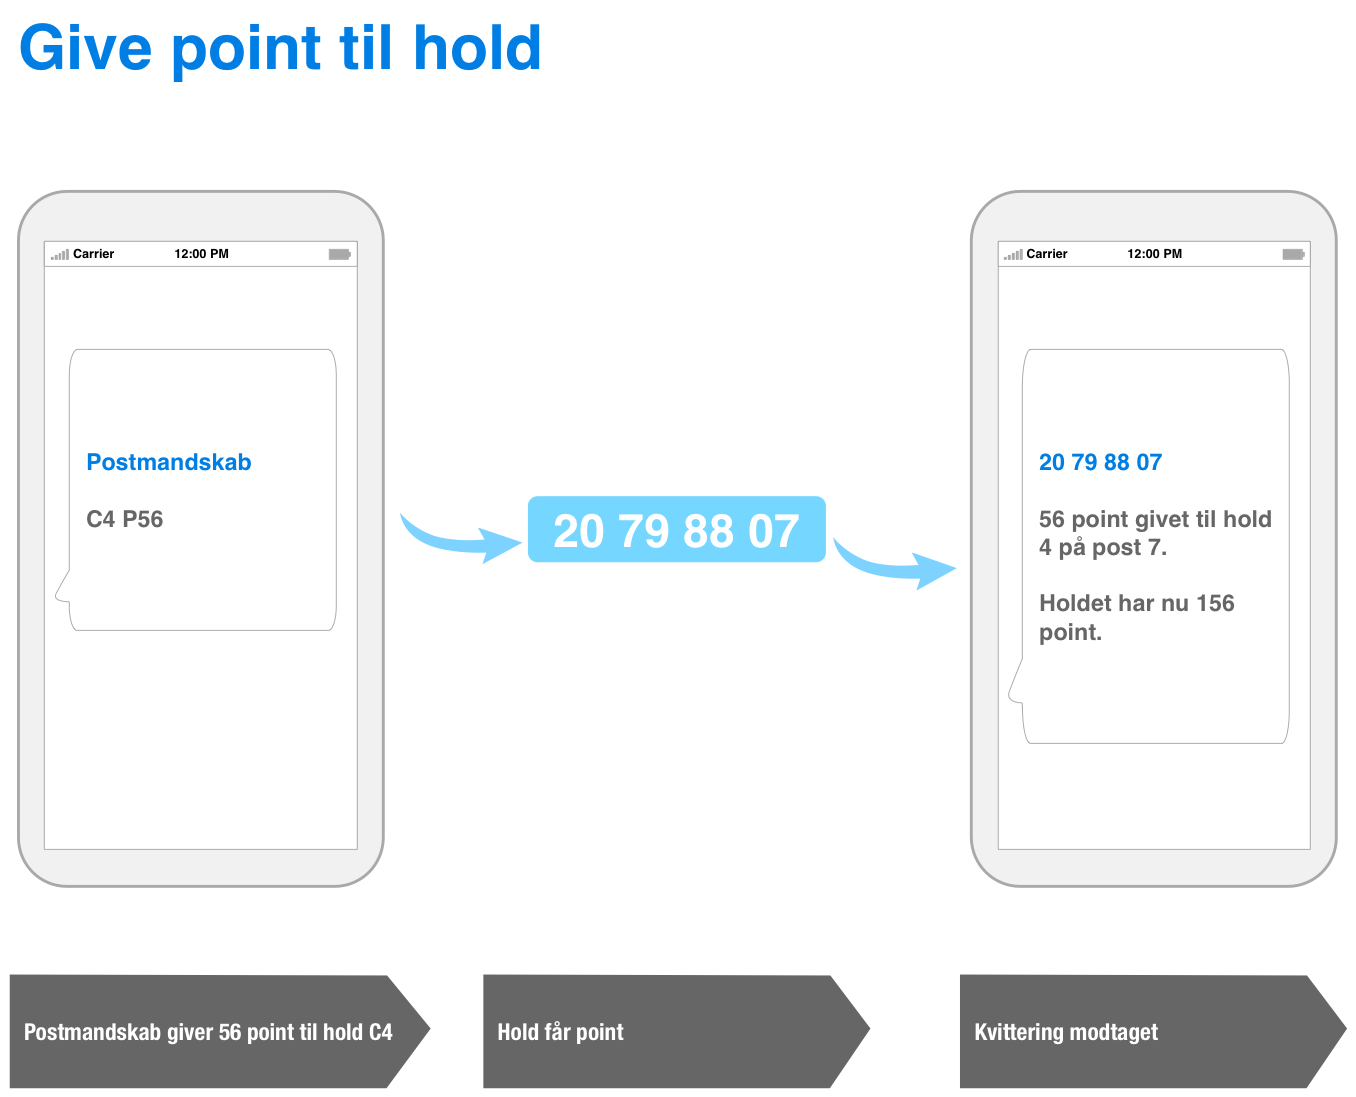 Give point til hold
Carrier 12:00 PM
Postmandskab
C4 P56
20 79 88 07
Carrier 12:00 PM
20 79 88 07
56 point givet til hold
4 på post 7.
Holdet har nu 156
point.
Postmandskab giver 56 point til hold C4
Hold får point
Kvittering modtaget